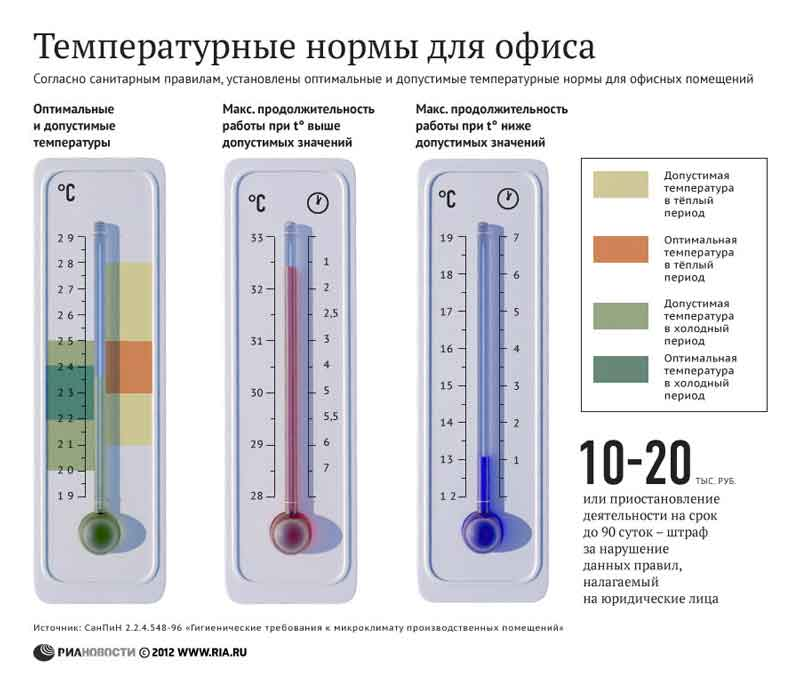 Температурные нормы для офиса
Согласно санитарным правилам, установлены оптимальные и допустимые температурные нормы для офисных помещений
Оптимальные
и допустимые
температуры
°C
29
28
27
26
25
24
23
22
21
20
19
Макс. продолжительность
работы при t° выше
допустимых значений
°C
33
32
31
30
29
28
1
2
2,5
3
4
5
5,5
6
7
Макс. продолжительность
работы при t° ниже
допустимых значений
°C
19
18
17
16
15
14
13
12
7
6
5
4
3
2
1
Допустимая
температура
в тёплый
период
Оптимальная
температура
в тёплый
период
Допустимая
температура
в холодный
период
Оптимальная
температура
в холодный
период
10-20 ТЫС. РУБ.
или приостановление
деятельности на срок
до 90 суток – штраф
за нарушение
данных правил,
налагаемый
на юридические лица
Источник: СанПиН 2.2.4.548-96 «Гигиенические требования к микроклимату производственных помещений»
РИАНОВОСТИ © 2012 WWW.RIA.RU